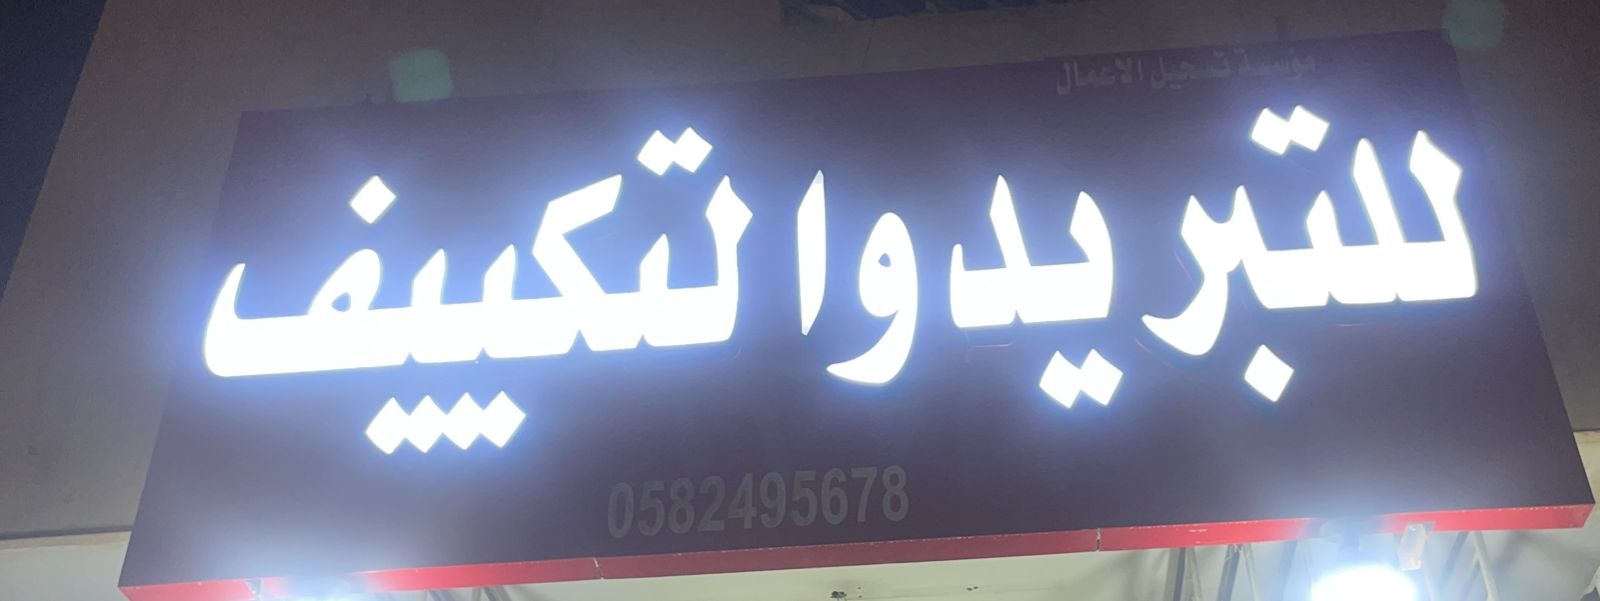 مؤسسة تسجيل الاعمال
للتبريد والتكييف
0582495678